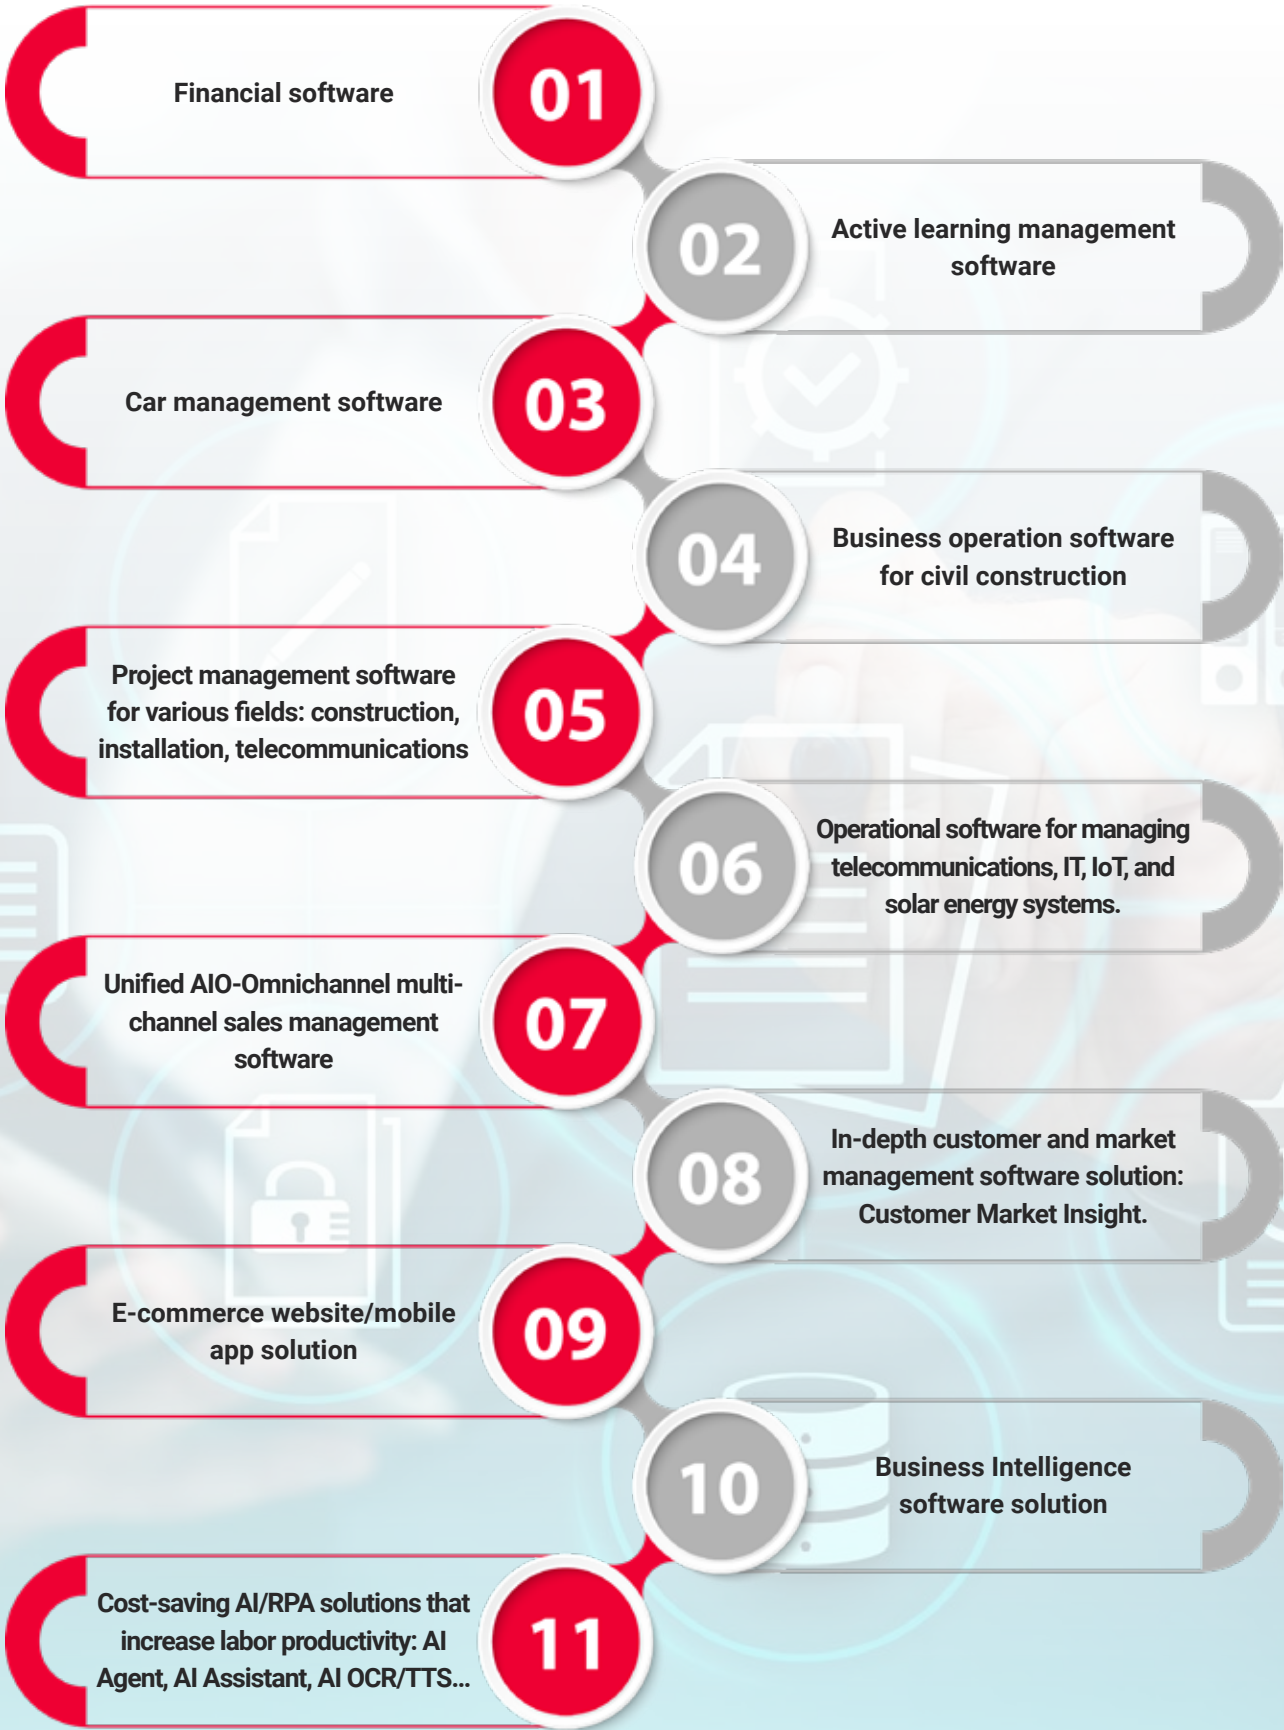 Financial software
01
02
Active learning management
software
Car management software
03
04
Business operation software
for civil construction
Project management software
for various fields: construction,
installation, telecommunications
05
06
Operational software for managing
telecommunications, IT, IoT, and
solar energy systems.
Unified AIO-Omnichannel multi-
channel sales management
software
07
08
In-depth customer and market
management software solution:
Customer Market Insight.
E-commerce website/mobile
app solution
09
10
Business Intelligence
software solution
Cost-saving AI/RPA solutions that
increase labor productivity: AI
Agent, AI Assistant, AI OCR/TTS...
11